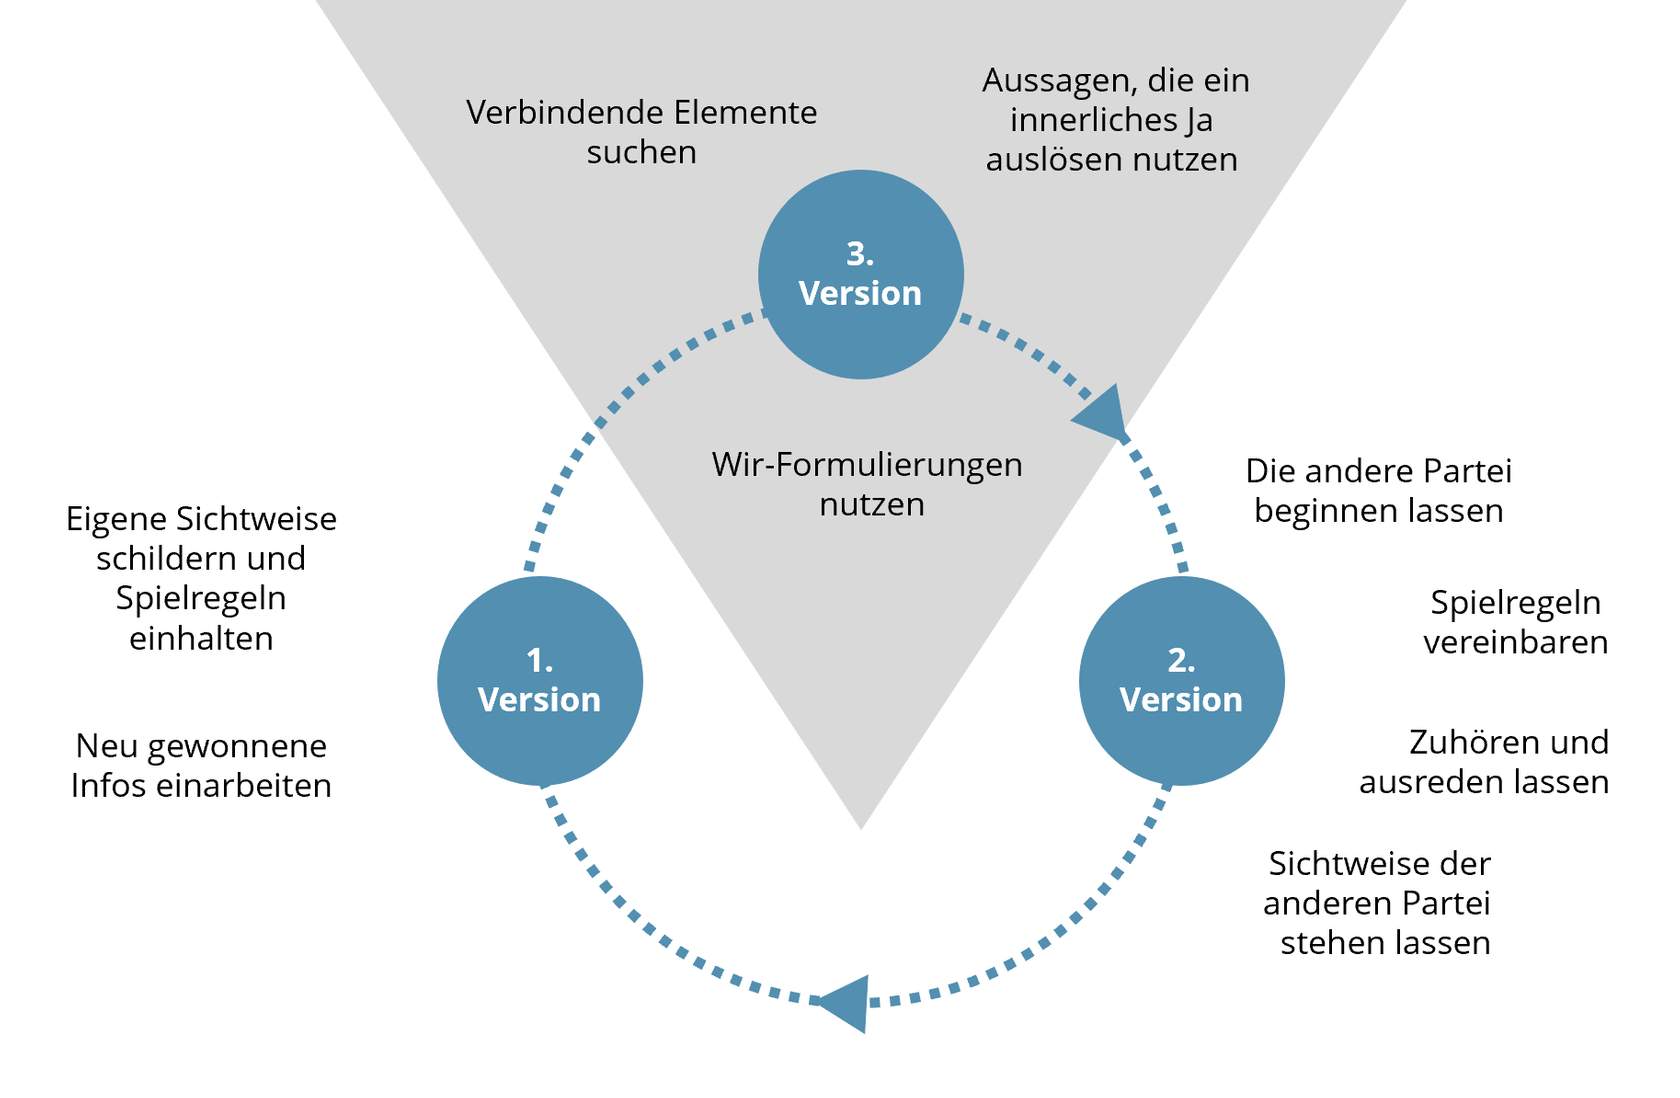 Verbindende Elemente
suchen
Aussagen, die ein
innerliches Ja
auslösen nutzen
3.
Version
Wir-Formulierungen
nutzen
Eigene Sichtweise
schildern und
Spielregeln
einhalten
Neu gewonnene
Infos einarbeiten
1.
Version
2.
Version
Die andere Partei
beginnen lassen
Spielregeln
vereinbaren
Zuhören und
ausreden lassen
Sichtweise der
anderen Partei
stehen lassen